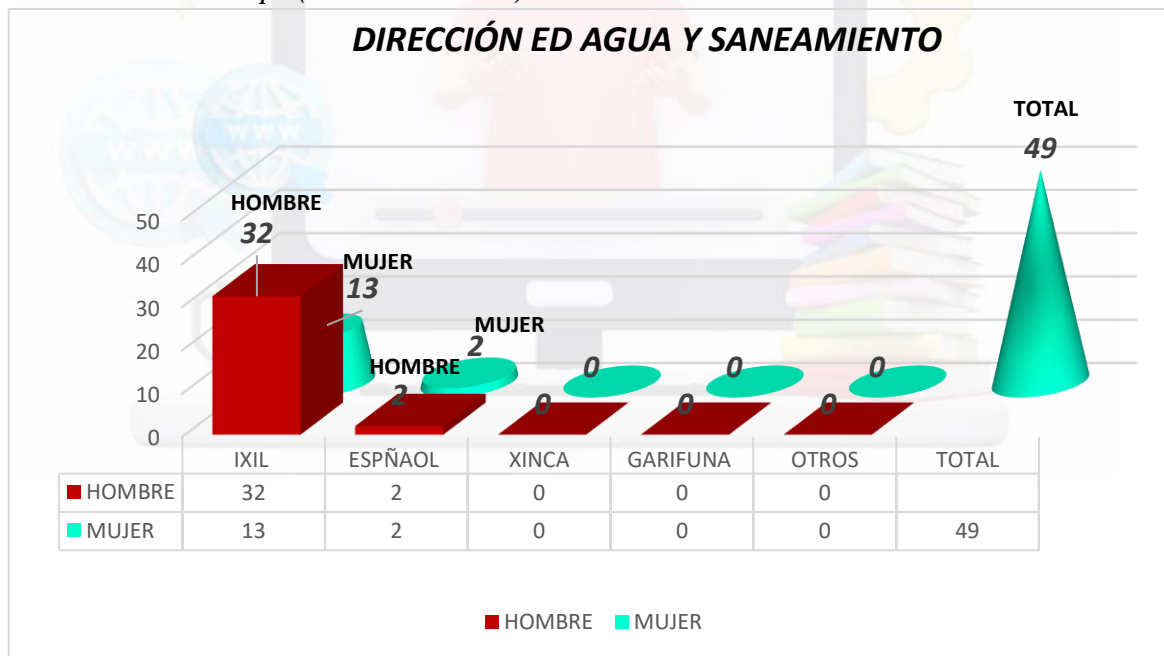 DIRECCIÓN ED AGUA Y SANEAMIENTO
TOTAL
49
HOMBRE
32
MUJER
13
MUJER
2
HOMBRE
2
0
0
0
0
0
0
50
40
30
20
10
0
IXIL ESPÑAOL XINCA GARIFUNA OTROS TOTAL
HOMBRE 32 2 0 0 0
MUJER 13 2 0 0 0 49
HOMBRE MUJER